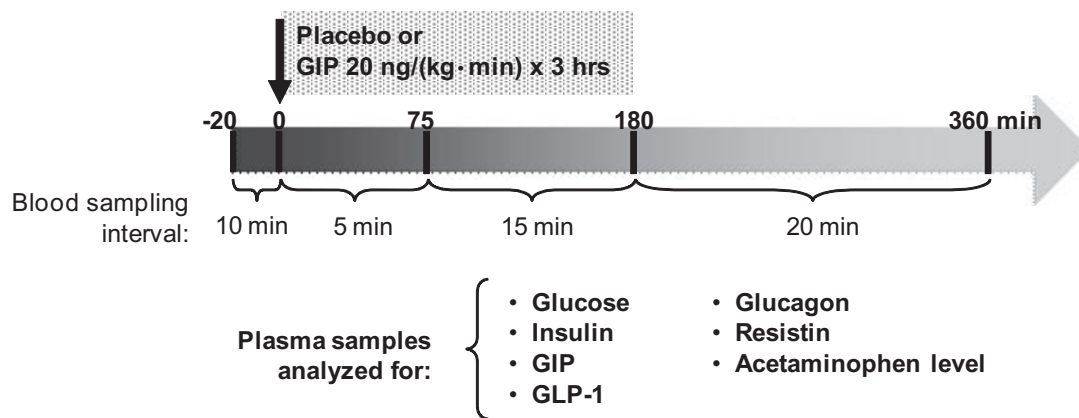 Placebo or
GIP 20 ng/(kg·min) x 3 hrs
-20 0 75 180 360 min
Blood sampling
interval:
10 min 5 min 15 min 20 min
Plasma samples
analyzed for:
• Glucose
• Insulin
• GIP
• GLP-1
• Glucagon
• Resistin
• Acetaminophen level